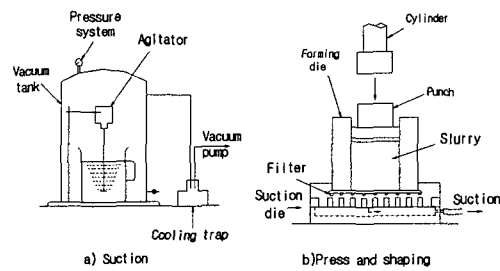 Pressure
system
Agitator
Vacuum
tank
Vacuum
pump
Cooling trap
a) Suction
Cylinder
Forming
die
Punch
Slurry
Filter
Suction
die
Suction
b)Press and shaping